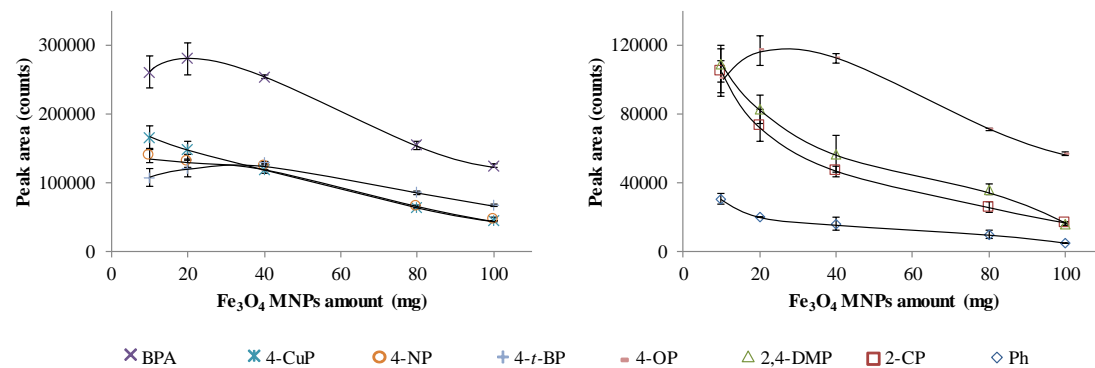 300000
200000
100000
0
Peak area (counts)
0 20 40 60 80 100
Fe₃O₄ MNPs amount (mg)
120000
80000
40000
0
Peak area (counts)
0 20 40 60 80 100
Fe₃O₄ MNPs amount (mg)
BPA 4-CuP 4-NP 4-t-BP 4-OP 2,4-DMP 2-CP Ph